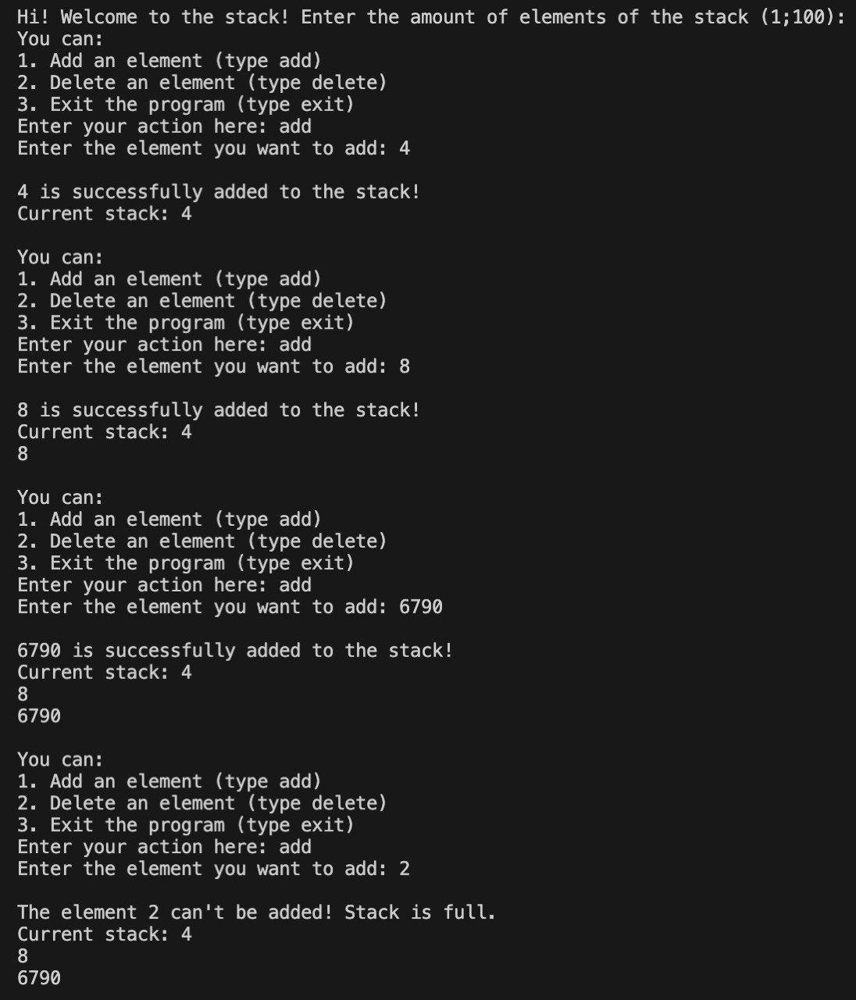 Hi! Welcome to the stack! Enter the amount of elements of the stack (1;100):
You can:
1. Add an element (type add)
2. Delete an element (type delete)
3. Exit the program (type exit)
Enter your action here: add
Enter the element you want to add: 4
4 is successfully added to the stack!
Current stack: 4
You can:
1. Add an element (type add)
2. Delete an element (type delete)
3. Exit the program (type exit)
Enter your action here: add
Enter the element you want to add: 8
8 is successfully added to the stack!
Current stack: 4
8
You can:
1. Add an element (type add)
2. Delete an element (type delete)
3. Exit the program (type exit)
Enter your action here: add
Enter the element you want to add: 6790
6790 is successfully added to the stack!
Current stack: 4
8
6790
You can:
1. Add an element (type add)
2. Delete an element (type delete)
3. Exit the program (type exit)
Enter your action here: add
Enter the element you want to add: 2
The element 2 can't be added! Stack is full.
Current stack: 4
8
6790